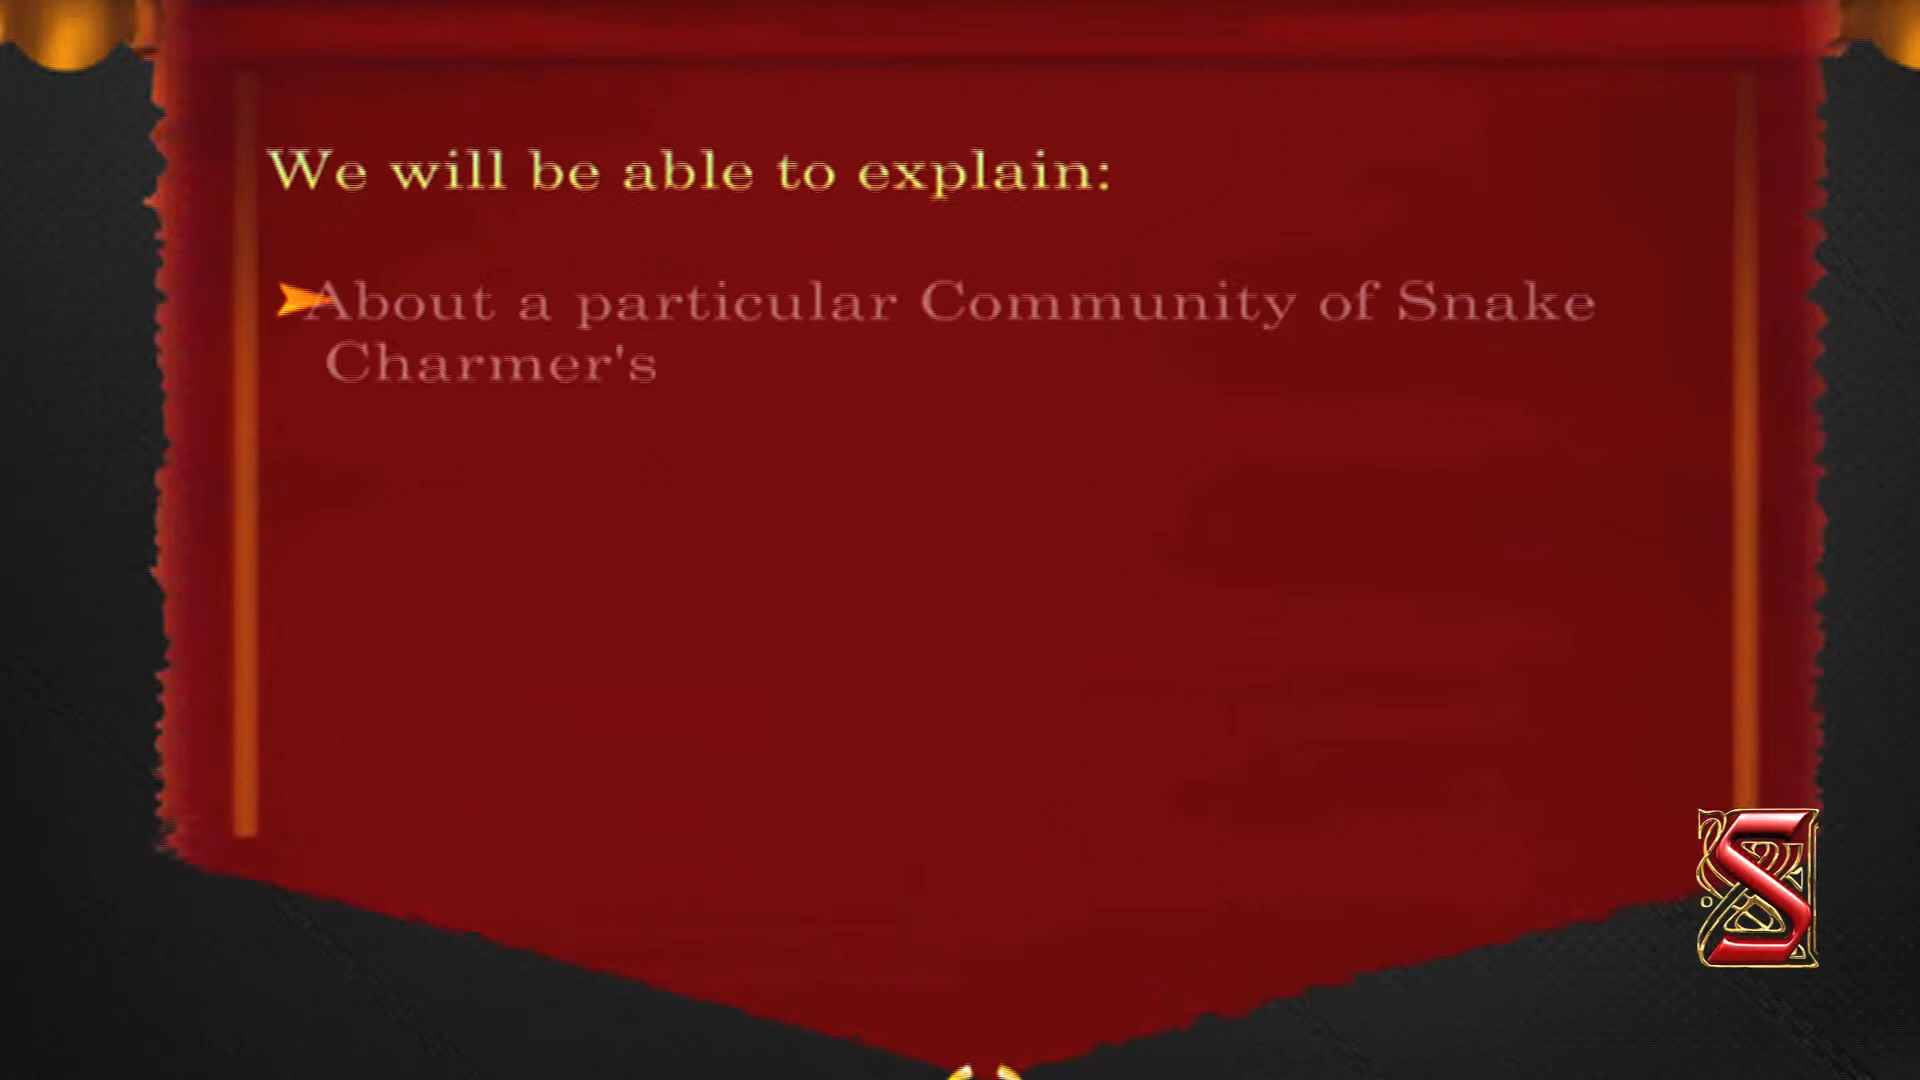 We will be able to explain:
About a particular Community of Snake
Charmer's
S